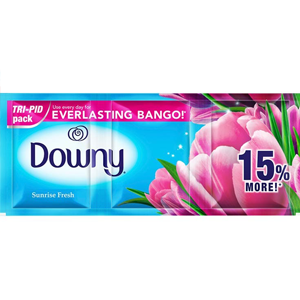 TRI-PID
pack
Use every day for
EVERLASTING BANGO!*
Downy
Sunrise Fresh
15%
MORE!*